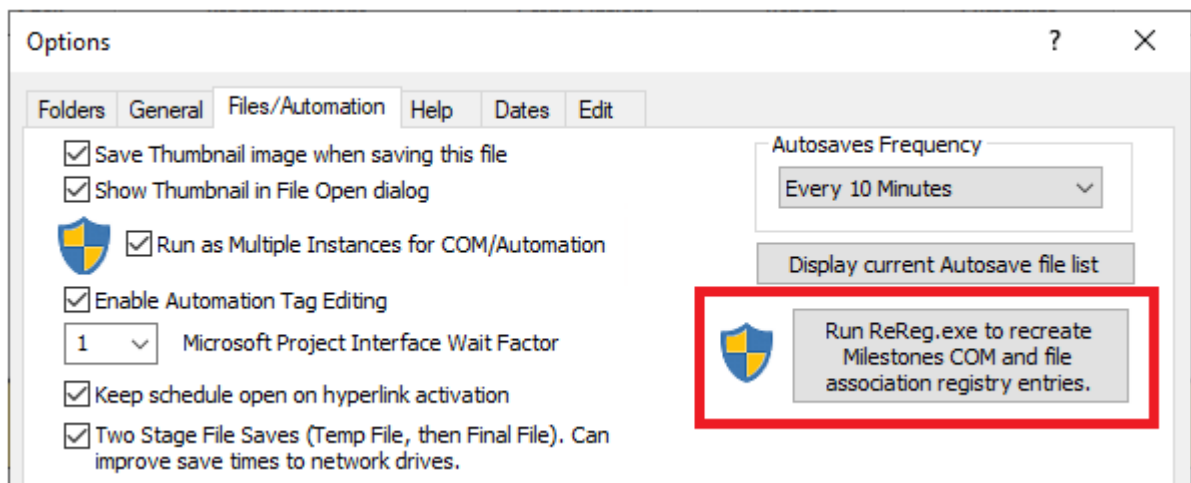 Options
?
Folders
General
Files/Automation
Help
Dates
Edit
Save Thumbnail image when saving this file
Show Thumbnail in File Open dialog
Run as Multiple Instances for COM/Automation
Enable Automation Tag Editing
1
Microsoft Project Interface Wait Factor
Keep schedule open on hyperlink activation
Two Stage File Saves (Temp File, then Final File). Can
improve save times to network drives.
Autosaves Frequency
Every 10 Minutes
Display current Autosave file list
Run ReReg.exe to recreate
Milestones COM and file
association registry entries.